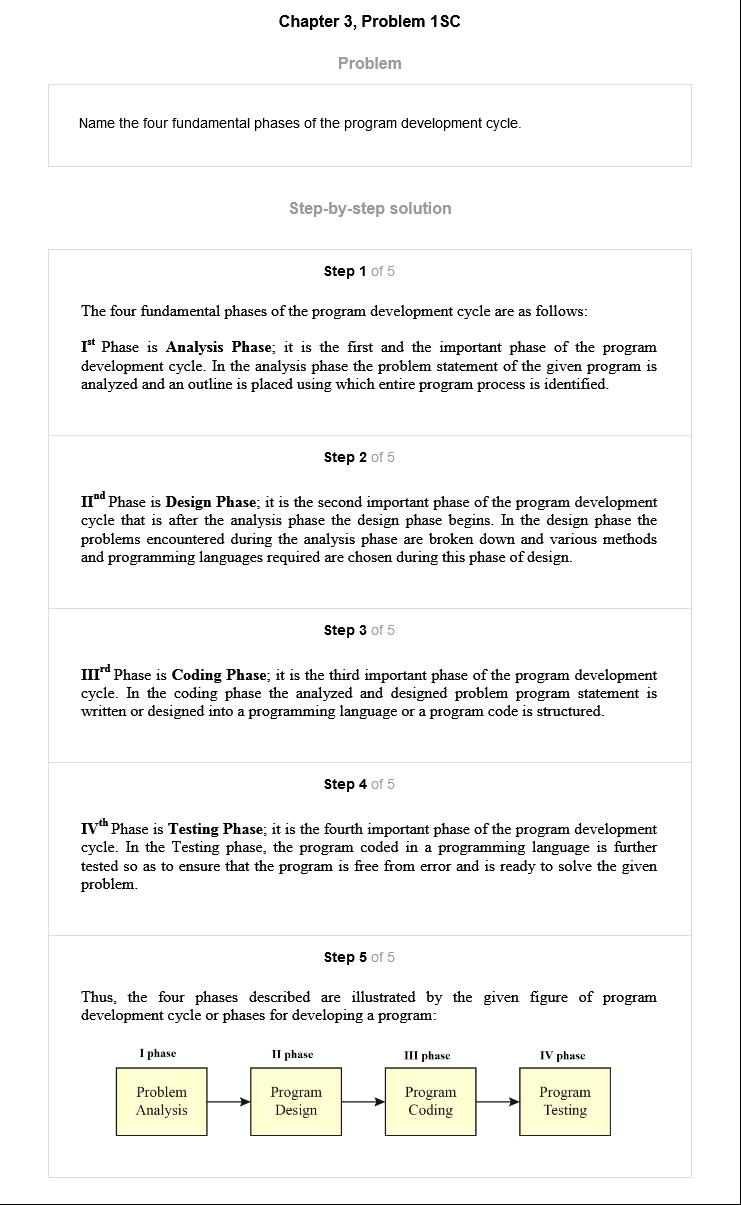 Chapter 3, Problem 1SC
Problem
Name the four fundamental phases of the program development cycle.
Step-by-step solution
Step 1 of 5
The four fundamental phases of the program development cycle are as follows:
Ist Phase is Analysis Phase; it is the first and the important phase of the program
development cycle. In the analysis phase the problem statement of the given program is
analyzed and an outline is placed using which entire program process is identified.
Step 2 of 5
IInd Phase is Design Phase; it is the second important phase of the program development
cycle that is after the analysis phase the design phase begins. In the design phase the
problems encountered during the analysis phase are broken down and various methods
and programming languages required are chosen during this phase of design.
Step 3 of 5
IIIrd Phase is Coding Phase; it is the third important phase of the program development
cycle. In the coding phase the analyzed and designed problem program statement is
written or designed into a programming language or a program code is structured.
Step 4 of 5
IVth Phase is Testing Phase; it is the fourth important phase of the program development
cycle. In the Testing phase, the program coded in a programming language is further
tested so as to ensure that the program is free from error and is ready to solve the given
problem.
Step 5 of 5
Thus, the four phases described are illustrated by the given figure of program
development cycle or phases for developing a program:
I phase II phase III phase IV phase
Problem Program Program Program
Analysis Design Coding Testing